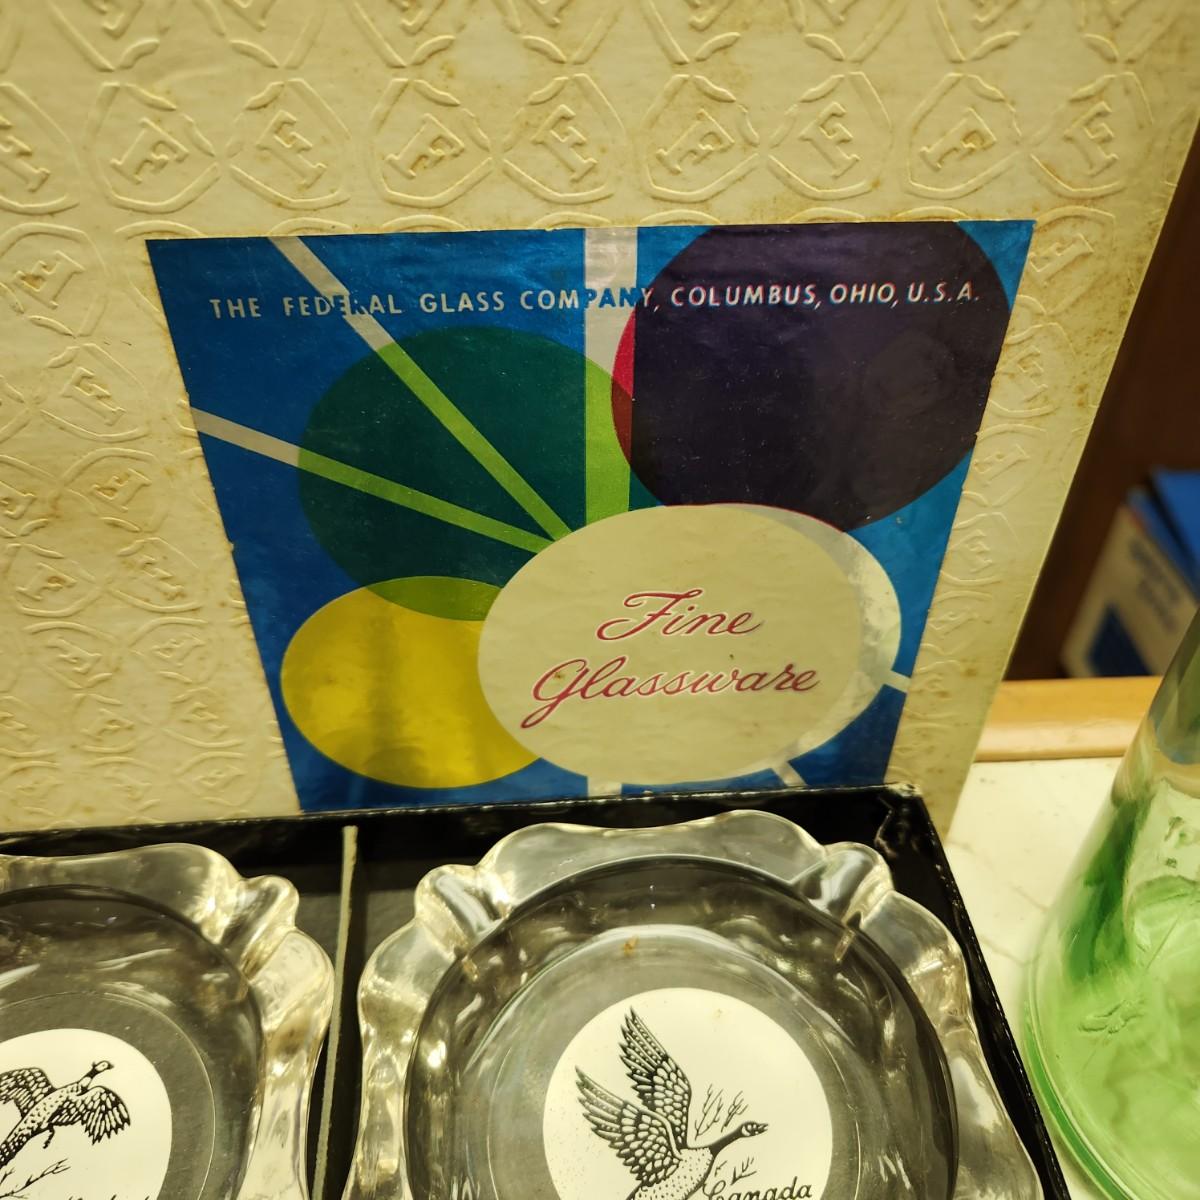 THE FEDERAL GLASS COMPANY, COLUMBUS, OHIO, U.S.A.
Fine
Glassware
Canada